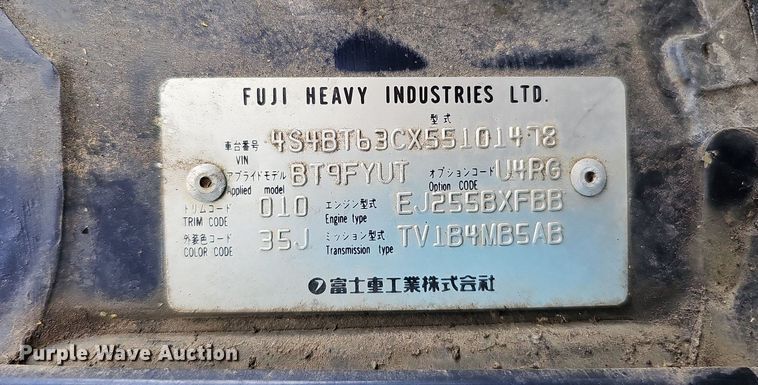 FUJI HEAVY INDUSTRIES LTD.
型式
車台番号 VIN 4S4BT63CX55101478
アプライドモデル Applied model BT9FYUT オプションコード Option CODE U4RG
トリムコード TRIM CODE 010 エンジン型式 Engine type EJ255BXFBB
外装色コード COLOR CODE 35J ミッション型式 Transmission type TV1B4MB5AB
富士重工業株式会社
Purple Wave Auction